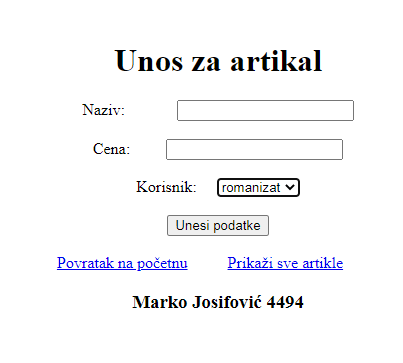 Unos za artikal
Naziv:
Cena:
Korisnik: romanizat
Unesi podatke
Povratak na početnu Prikaži sve artikle
Marko Josifović 4494